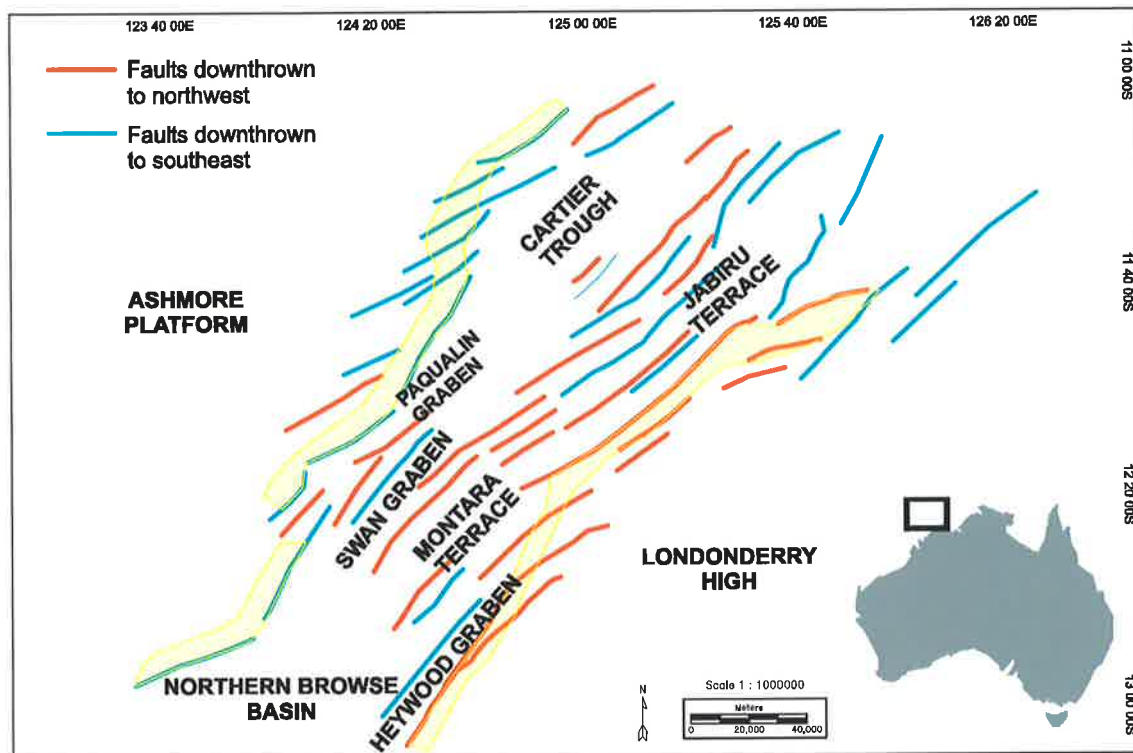 123 40 00E
124 20 00E
125 00 00E
125 40 00E
126 20 00E
11 00 00S
11 40 00S
12 20 00S
13 00 00S
Faults downthrown
to northwest
Faults downthrown
to southeast
CARTIER
TROUGH
ASHMORE
PLATFORM
JABIRU
TERRACE
PAQUALIN
GRABEN
SWAN GRABEN
MONTARA
TERRACE
LONDONDERRY
HIGH
HEYWOOD GRABEN
NORTHERN BROWSE
BASIN
N
Scale 1 : 1000000
Meters
0 20,000 40,000